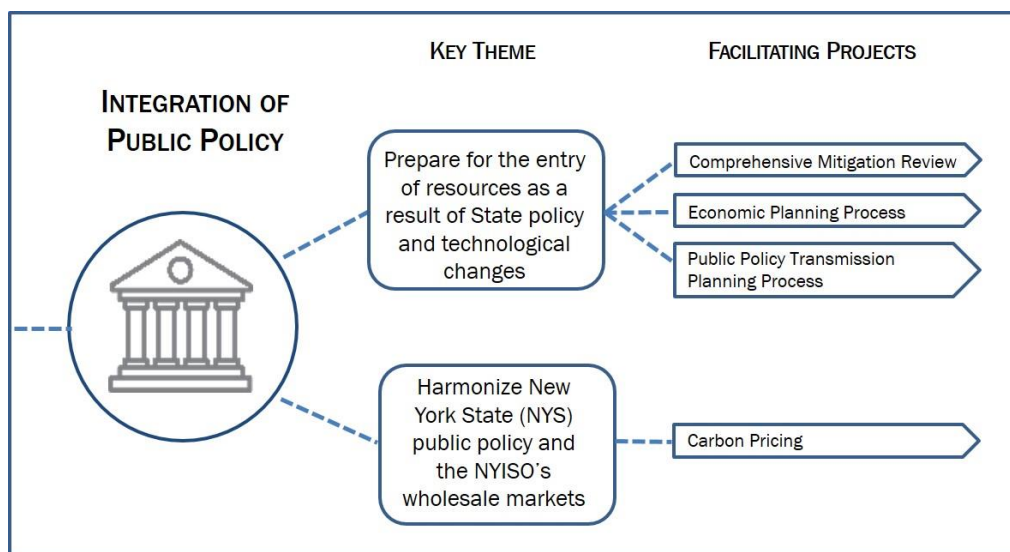 KEY THEME
FACILITATING PROJECTS
INTEGRATION OF
PUBLIC POLICY
Prepare for the entry
of resources as a
result of State policy
and technological
changes
Comprehensive Mitigation Review
Economic Planning Process
Public Policy Transmission
Planning Process
Harmonize New
York State (NYS)
public policy and
the NYISO's
wholesale markets
Carbon Pricing